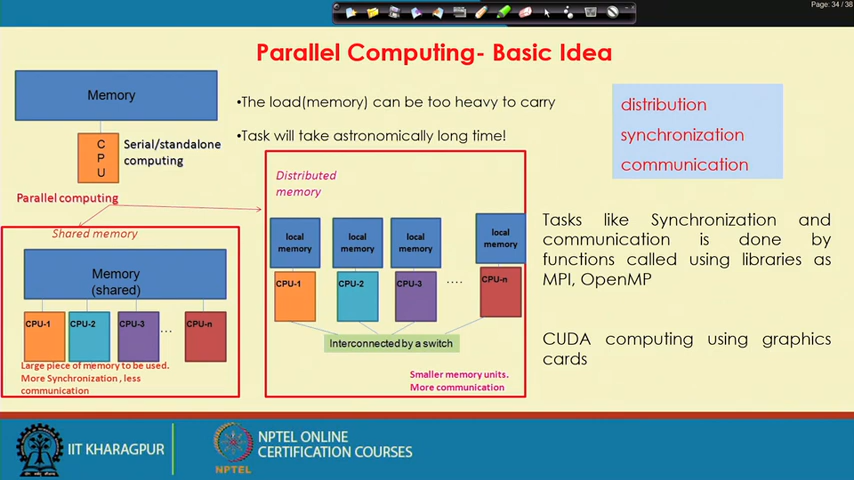 Page: 34 / 38
Parallel Computing- Basic Idea
Memory
C
P
U
Serial/standalone
computing
•The load(memory) can be too heavy to carry
•Task will take astronomically long time!
distribution
synchronization
communication
Parallel computing
Shared memory
Memory
(shared)
CPU-1 CPU-2 CPU-3 ... CPU-n
Large piece of memory to be used.
More Synchronization , less
communication
Distributed
memory
local
memory
local
memory
local
memory
local
memory
CPU-1 CPU-2 CPU-3 .... CPU-n
Interconnected by a switch
Smaller memory units.
More communication
Tasks like Synchronization and
communication is done by
functions called using libraries as
MPI, OpenMP
CUDA computing using graphics
cards
IIT KHARAGPUR
NPTEL
NPTEL ONLINE
CERTIFICATION COURSES